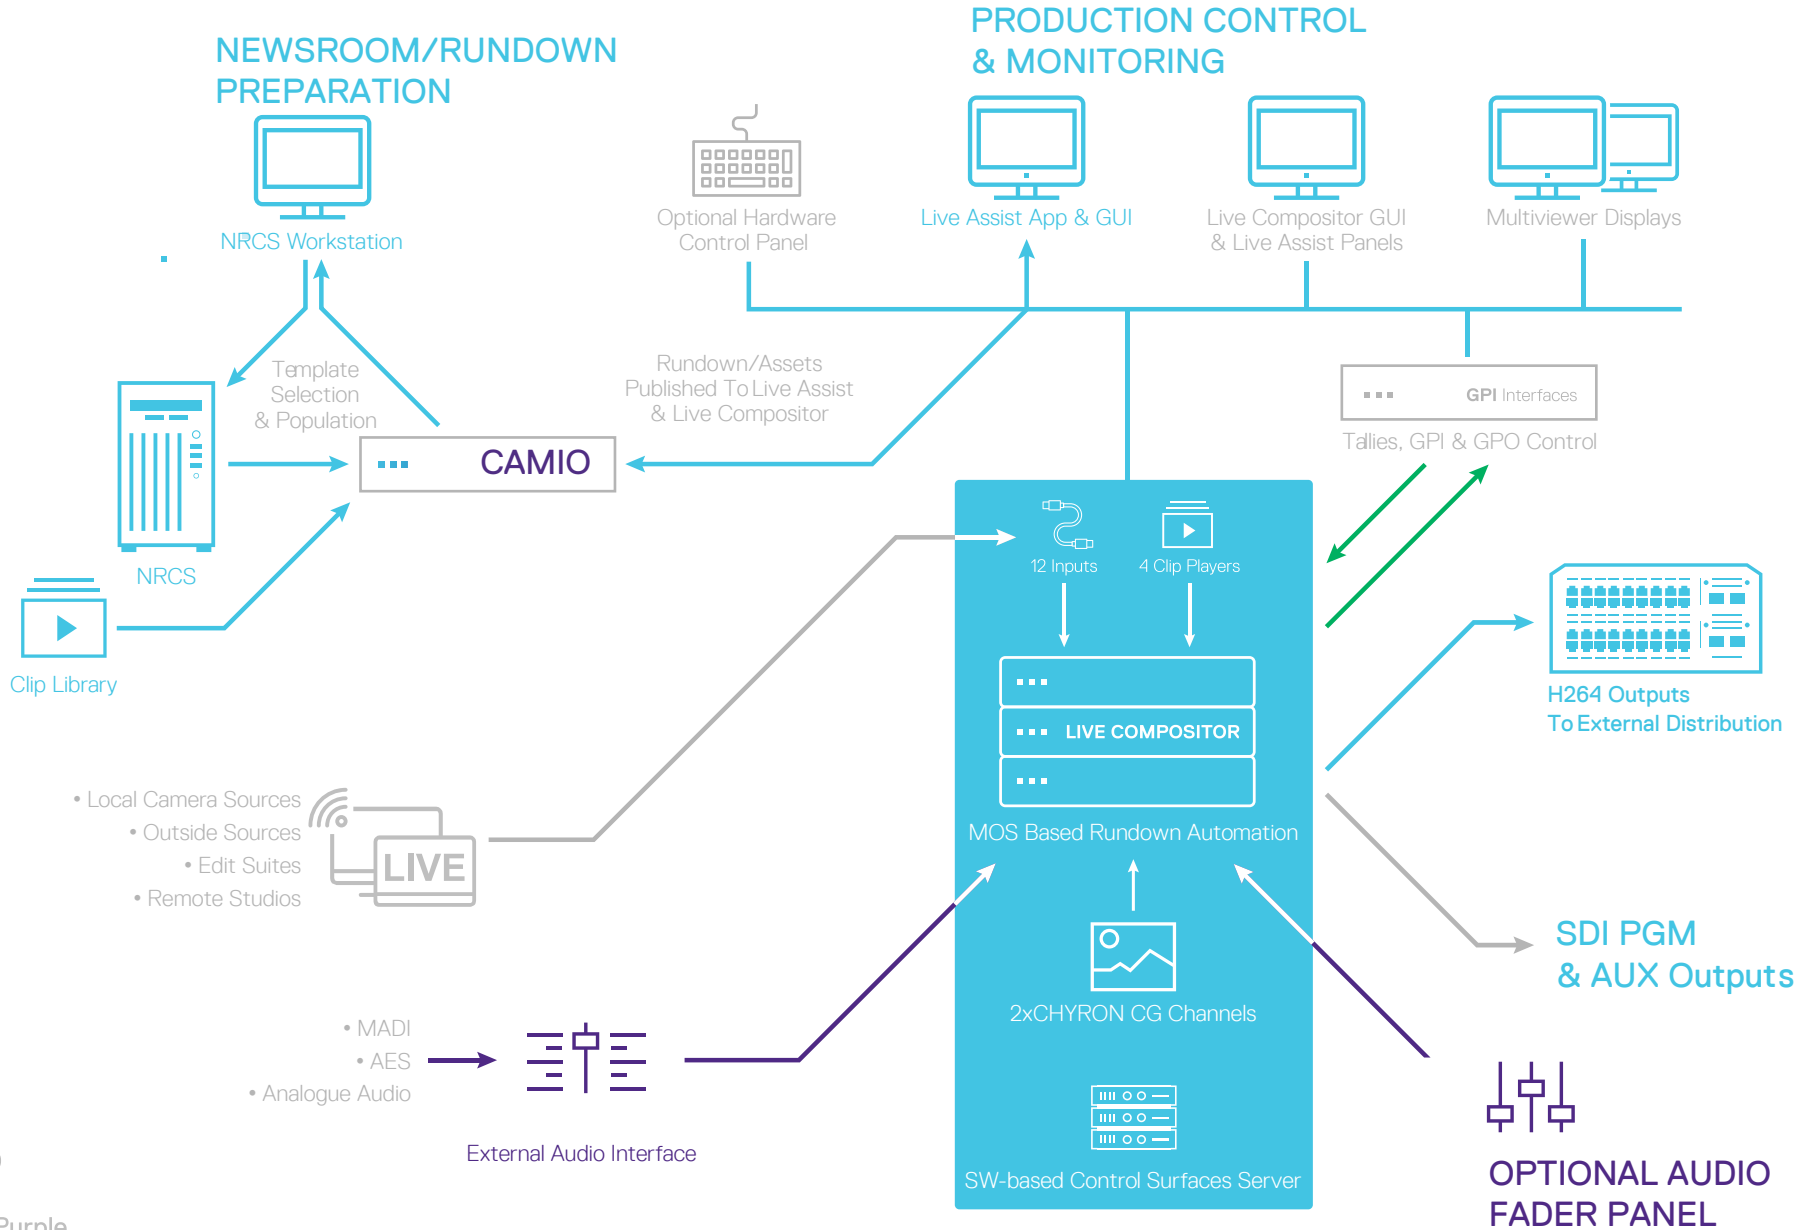 NEWSROOM/RUNDOWN
PREPARATION
PRODUCTION CONTROL
& MONITORING
NRCS Workstation
Optional Hardware
Control Panel
Live Assist App & GUI
Live Compositor GUI
& Live Assist Panels
Multiviewer Displays
Template
Selection
& Population
Rundown/Assets
Published To Live Assist
& Live Compositor
GPI Interfaces
Tallies, GPI & GPO Control
CAMIO
NRCS
Clip Library
12 Inputs
4 Clip Players
LIVE COMPOSITOR
MOS Based Rundown Automation
H264 Outputs
To External Distribution
• Local Camera Sources
• Outside Sources
• Edit Suites
• Remote Studios
LIVE
SDI PGM
& AUX Outputs
2xCHYRON CG Channels
• MADI
• AES
• Analogue Audio
External Audio Interface
SW-based Control Surfaces Server
OPTIONAL AUDIO
FADER PANEL
Purple